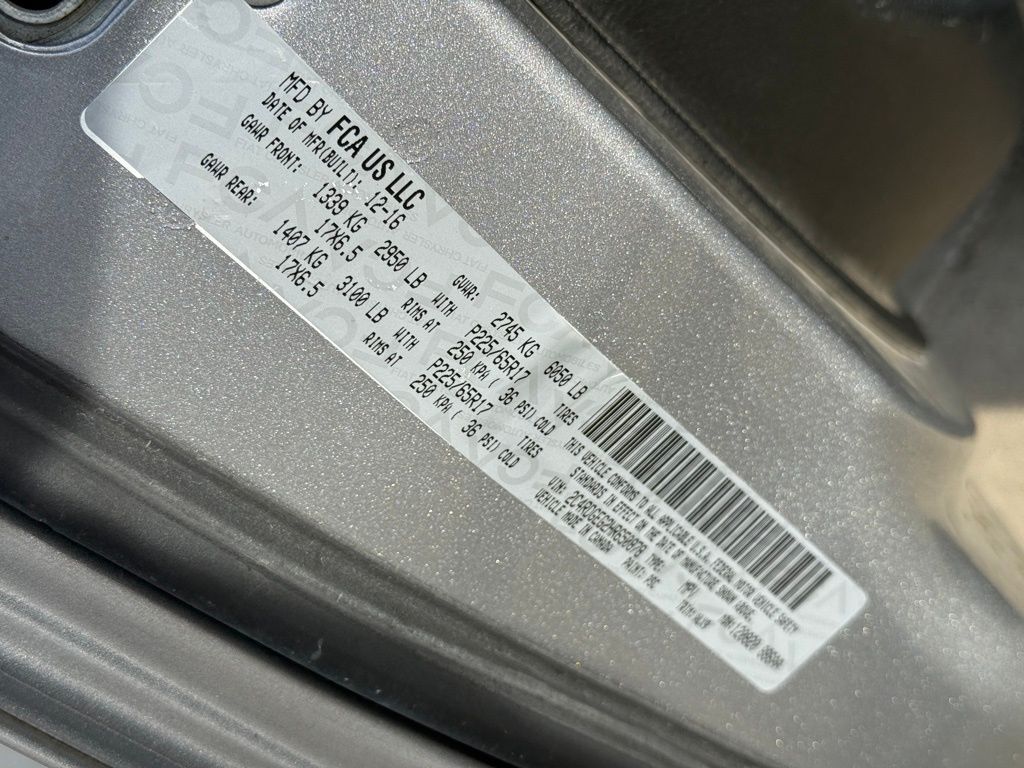 MFD BY FCA US LLC
DATE OF MFR(BUILT): 12-16 GVWR: 2745 KG 6050 LB
GAWR FRONT: 1339 KG 2950 LB WITH P225/65R17 TIRES
17X6.5 RIMS AT 250 KPA ( 36 PSI) COLD
GAWR REAR: 1407 KG 3100 LB WITH P225/65R17 TIRES
17X6.5 RIMS AT 250 KPA ( 36 PSI) COLD
THIS VEHICLE CONFORMS TO ALL APPLICABLE U.S.A. FEDERAL MOTOR VEHICLE SAFETY
STANDARDS IN EFFECT ON THE DATE OF MANUFACTURE SHOWN ABOVE.
VIN: TYPE: MPV
VEHICLE MADE IN CANADA PAINT: